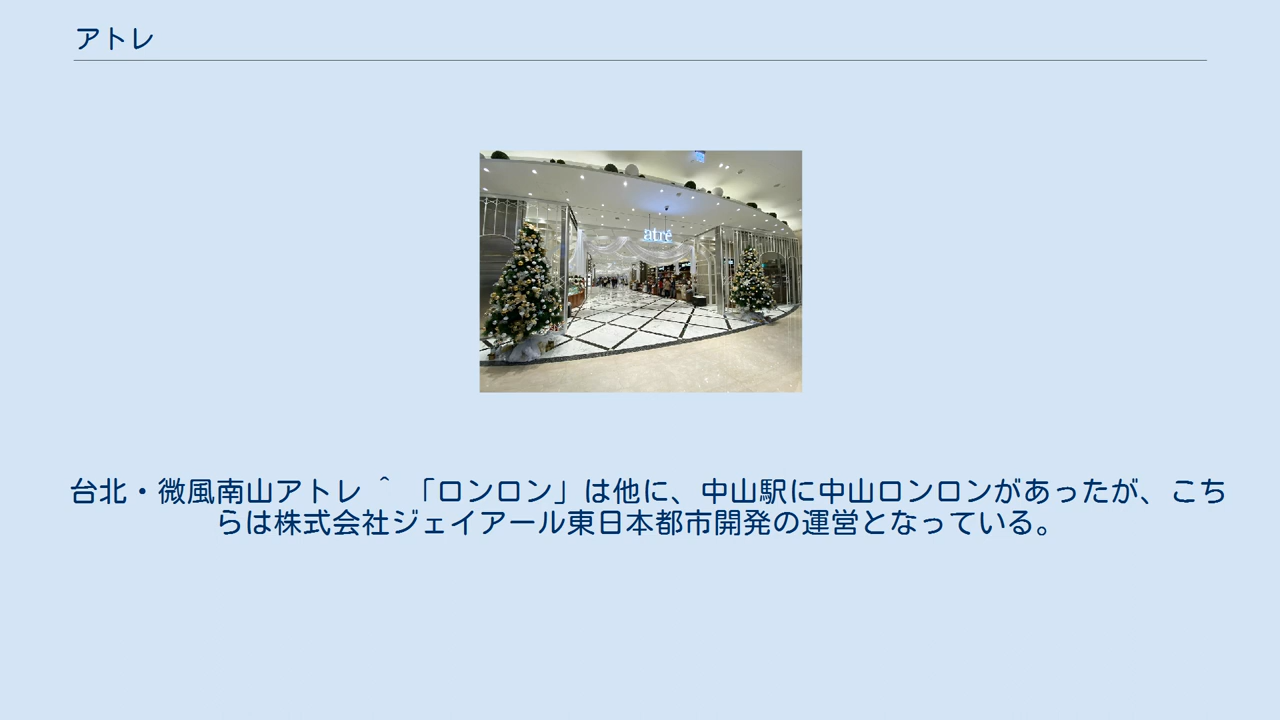 アトレ
atré
台北・微風南山アトレ ＾ 「ロンロン」は他に、中山駅に中山ロンロンがあったが、こち
らは株式会社ジェイアール東日本都市開発の運営となっている。